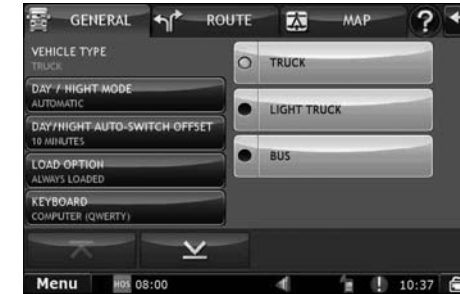 GENERAL ROUTE MAP ?
VEHICLE TYPE
TRUCK
DAY / NIGHT MODE
AUTOMATIC
DAY/NIGHT AUTO-SWITCH OFFSET
10 MINUTES
LOAD OPTION
ALWAYS LOADED
KEYBOARD
COMPUTER (QWERTY)
TRUCK
LIGHT TRUCK
BUS
Menu HOS 08:00 ! 10:37